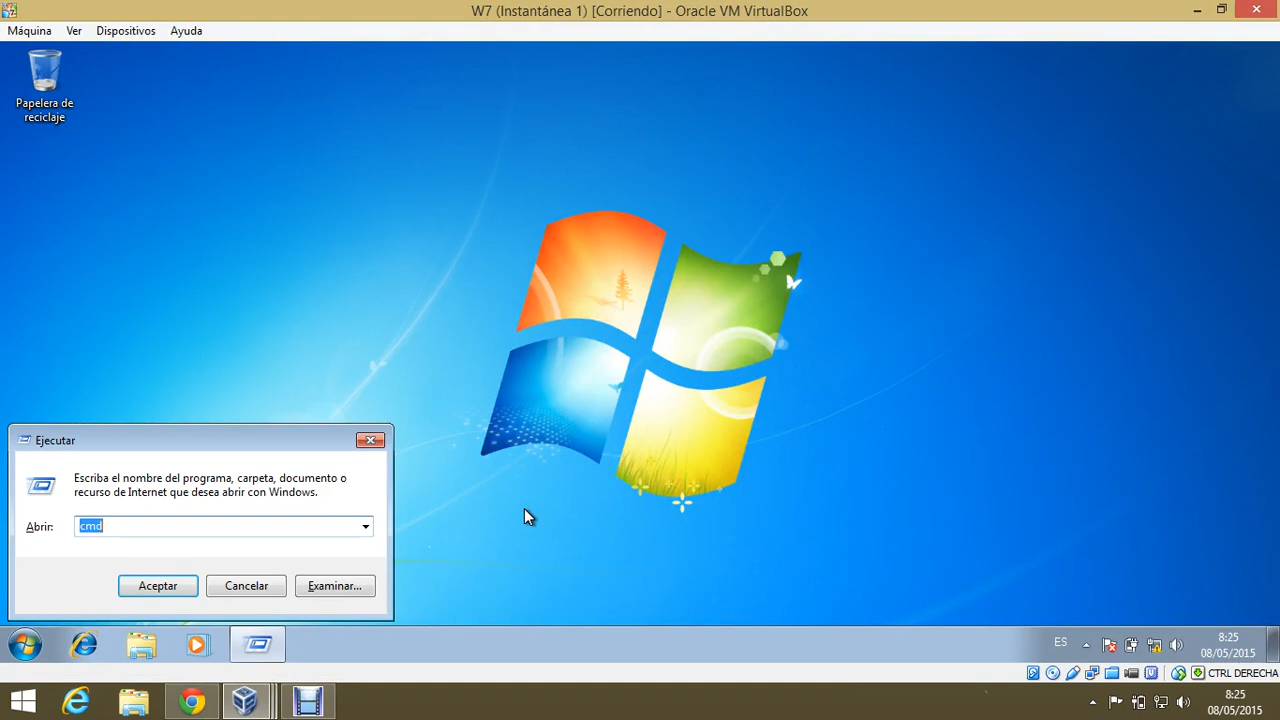 W7 (Instantánea 1) [Corriendo] - Oracle VM VirtualBox
Máquina Ver Dispositivos Ayuda
Papelera de
reciclaje
Ejecutar
Escriba el nombre del programa, carpeta, documento o
recurso de Internet que desea abrir con Windows.
Abrir: cmd
Aceptar Cancelar Examinar...
ES
8:25
08/05/2015
CTRL DERECHA
8:25
08/05/2015